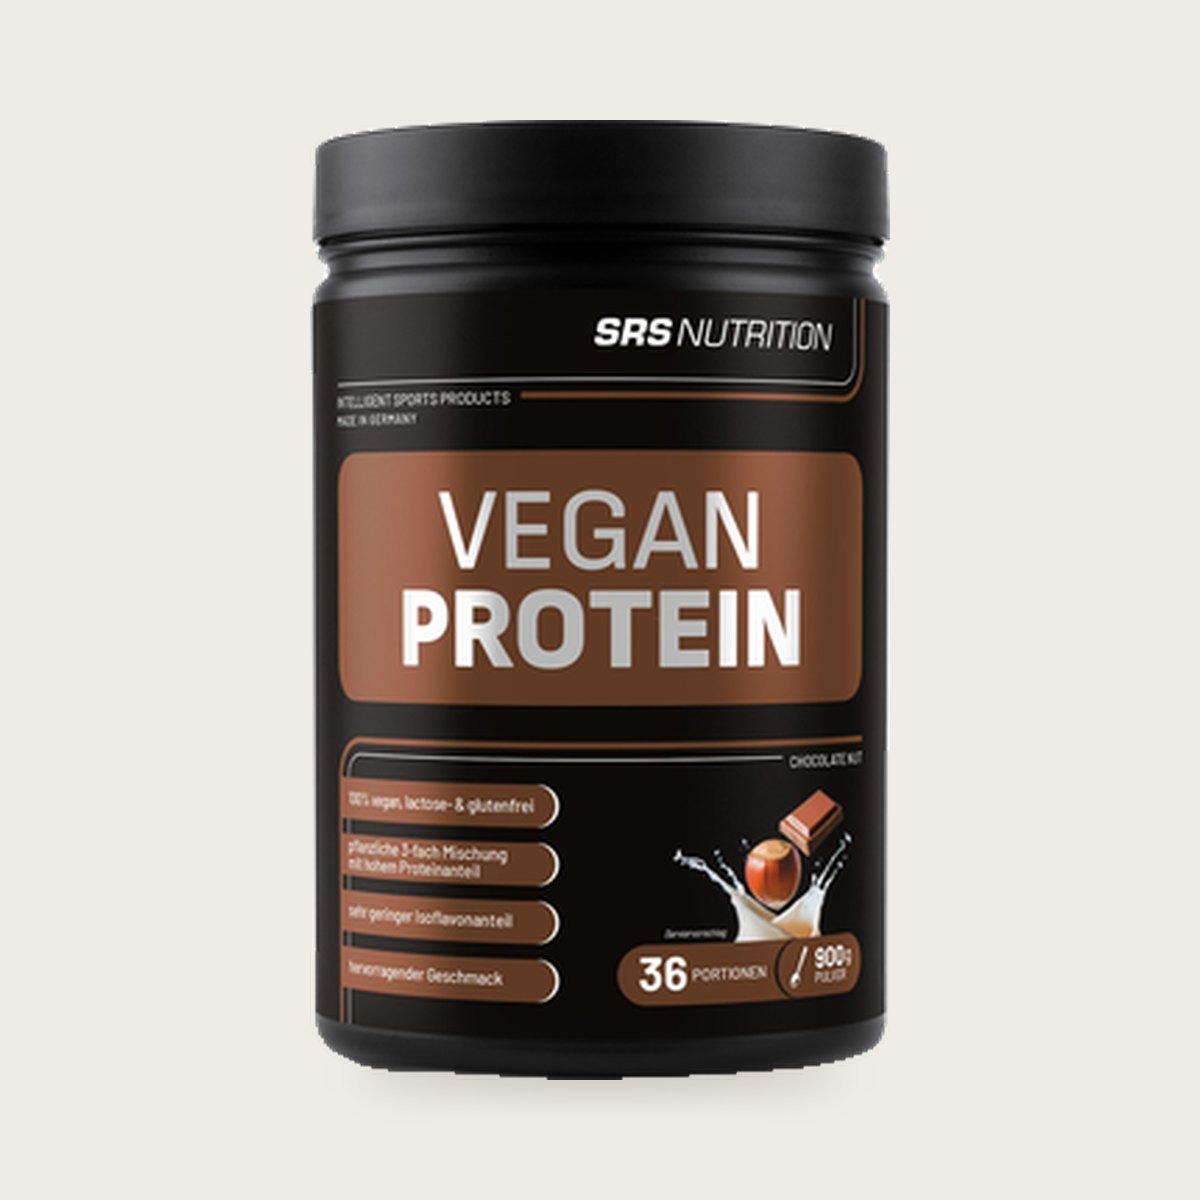 SRS NUTRITION
INTELLIGENT SPORTS PRODUCTS
MADE IN GERMANY
VEGAN
PROTEIN
CHOCOLATE NUT
100% vegan, lactose- & glutenfrei
pflanzliche 3-fach Mischung
mit hohem Proteinanteil
sehr geringer Isoflavonanteil
hervorragender Geschmack
Serviervorschlag
36 PORTIONEN
900g
PULVER